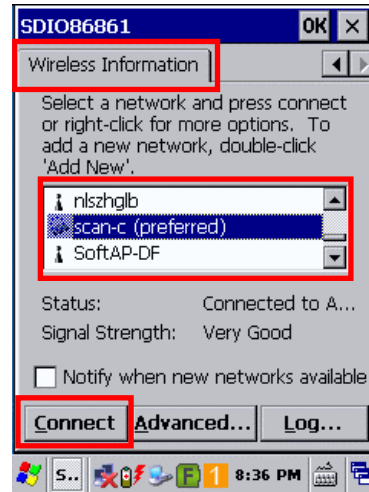 SDIO86861 OK ×
Wireless Information
Select a network and press connect
or right-click for more options. To
add a new network, double-click
'Add New'.
nlszhglb
scan-c (preferred)
SoftAP-DF
Status: Connected to A...
Signal Strength: Very Good
Notify when new networks available
Connect Advanced... Log...
S.. F 1 8:36 PM